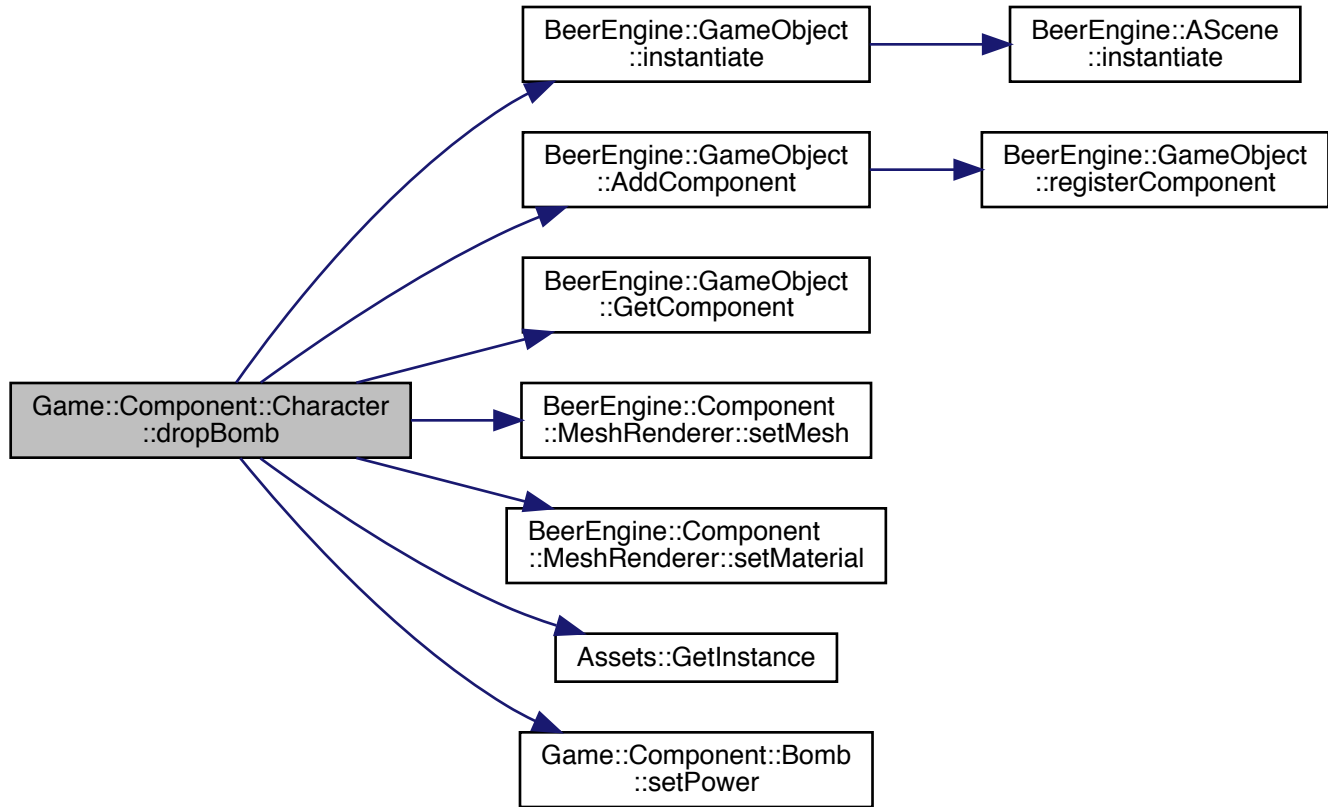 BeerEngine::GameObject
::instantiate
BeerEngine::AScene
::instantiate
BeerEngine::GameObject
::AddComponent
BeerEngine::GameObject
::registerComponent
BeerEngine::GameObject
::GetComponent
Game::Component::Character
::dropBomb
BeerEngine::Component
::MeshRenderer::setMesh
BeerEngine::Component
::MeshRenderer::setMaterial
Assets::GetInstance
Game::Component::Bomb
::setPower